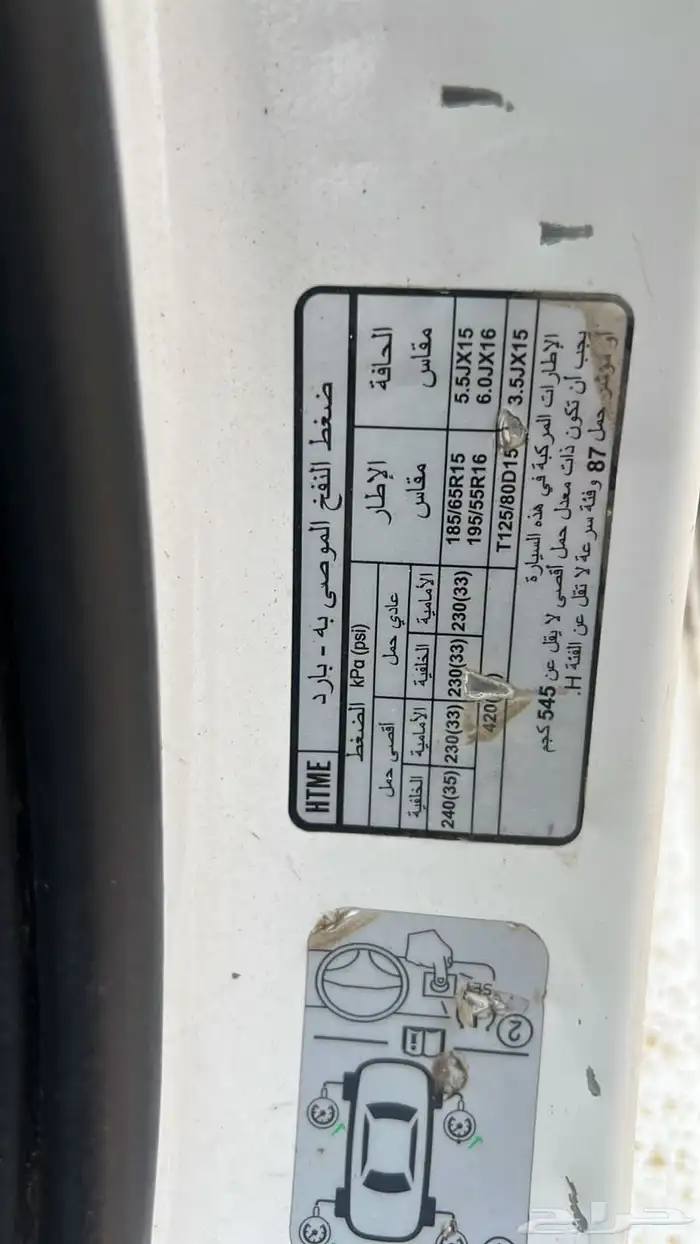 HTME ضغط النفخ الموصى به - بارد
الضغط kPa (psi) مقاس الإطار مقاس الحافة
أقصى حمل عادي حمل
الخلفية الأمامية الخلفية الأمامية
240(35) 230(33) 230(33) 230(33) 185/65R15 5.5JX15
195/55R16 6.0JX16
420( T125/80D15 3.5JX15
الإطارات المركبة في هذه السيارة
يجب أن تكون ذات معدل حمل أقصى لا يقل عن 545 كجم
أو مؤشر حمل 87 وفئة سرعة لا تقل عن الفئة H.
SET
2
حراج